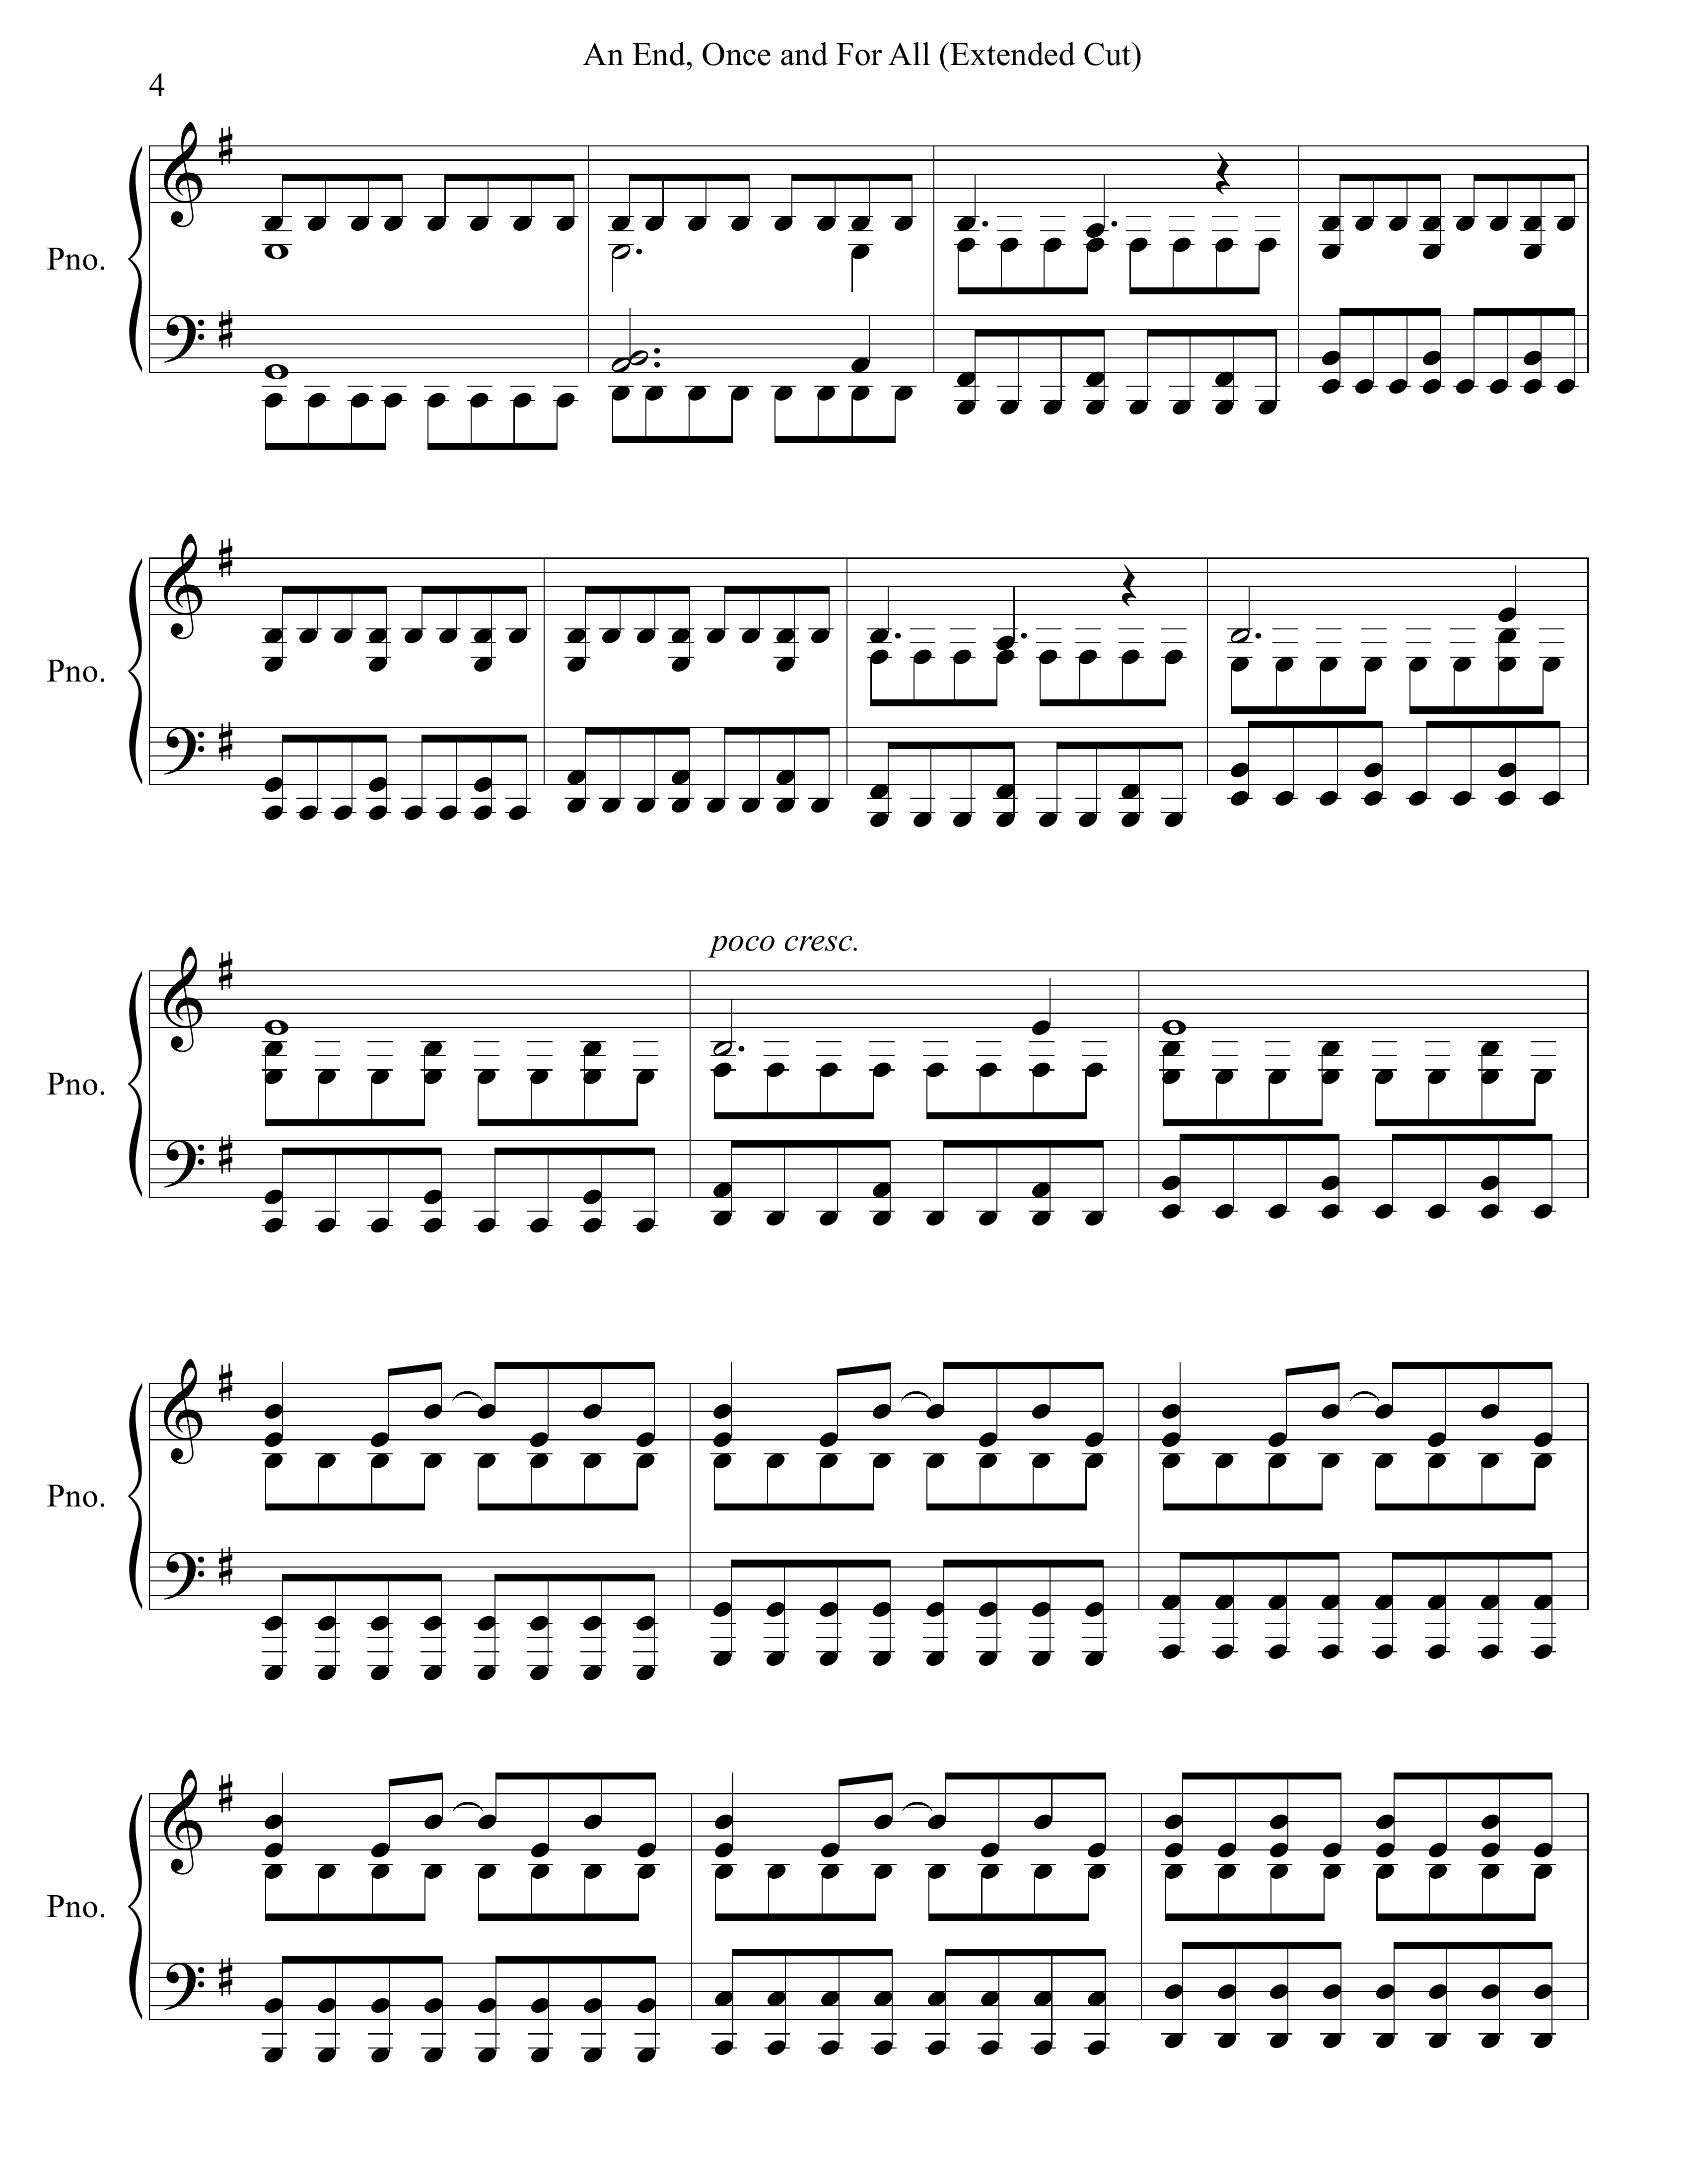 An End, Once and For All (Extended Cut)
4
Pno.
Pno.
poco cresc.
Pno.
Pno.
Pno.